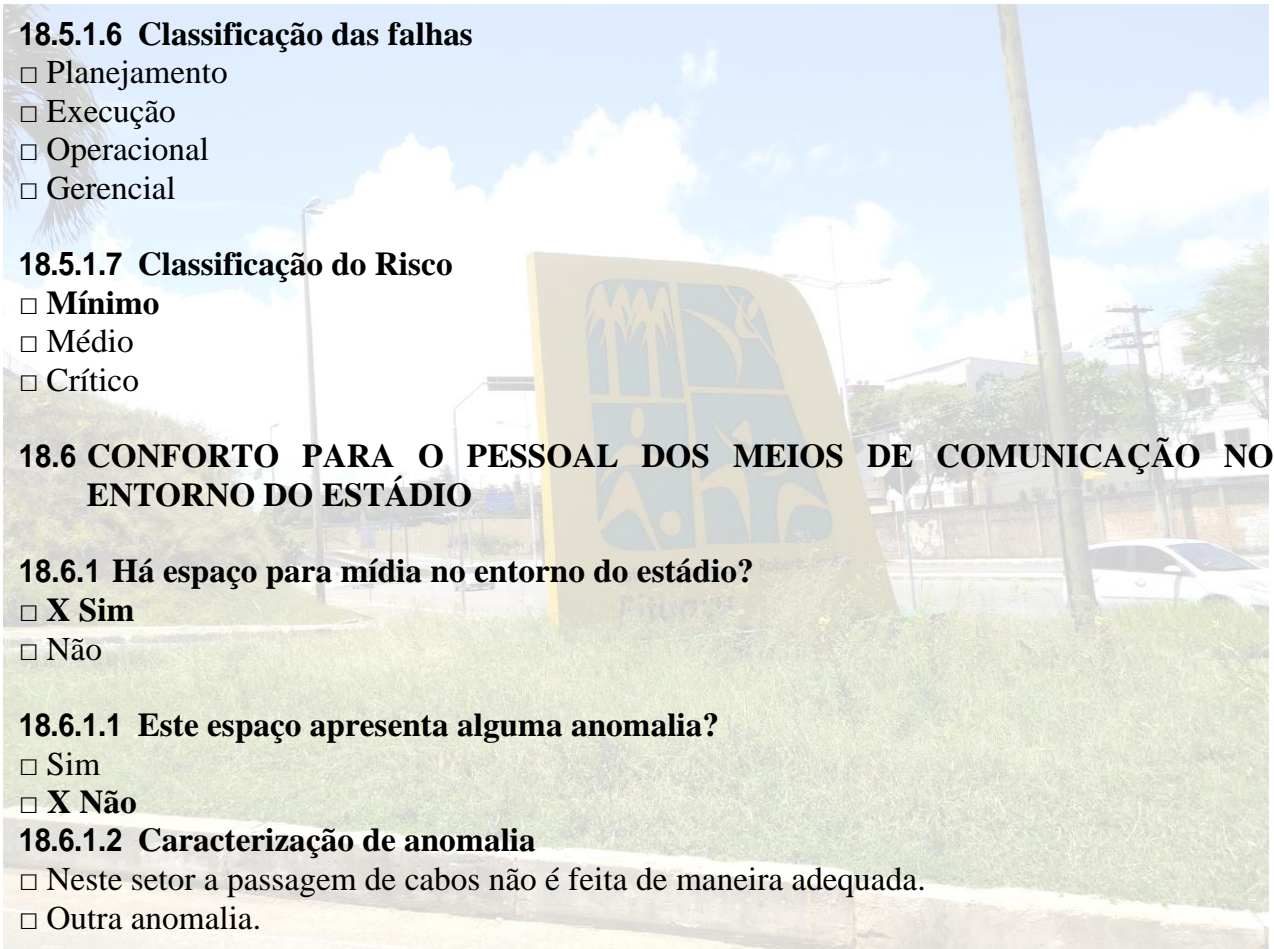 18.5.1.6 Classificação das falhas
□ Planejamento
□ Execução
□ Operacional
□ Gerencial
18.5.1.7 Classificação do Risco
□ Mínimo
□ Médio
□ Crítico
18.6 CONFORTO PARA O PESSOAL DOS MEIOS DE COMUNICAÇÃO NO
ENTORNO DO ESTÁDIO
18.6.1 Há espaço para mídia no entorno do estádio?
□ X Sim
□ Não
18.6.1.1 Este espaço apresenta alguma anomalia?
□ Sim
□ X Não
18.6.1.2 Caracterização de anomalia
□ Neste setor a passagem de cabos não é feita de maneira adequada.
□ Outra anomalia.
Pituaçu